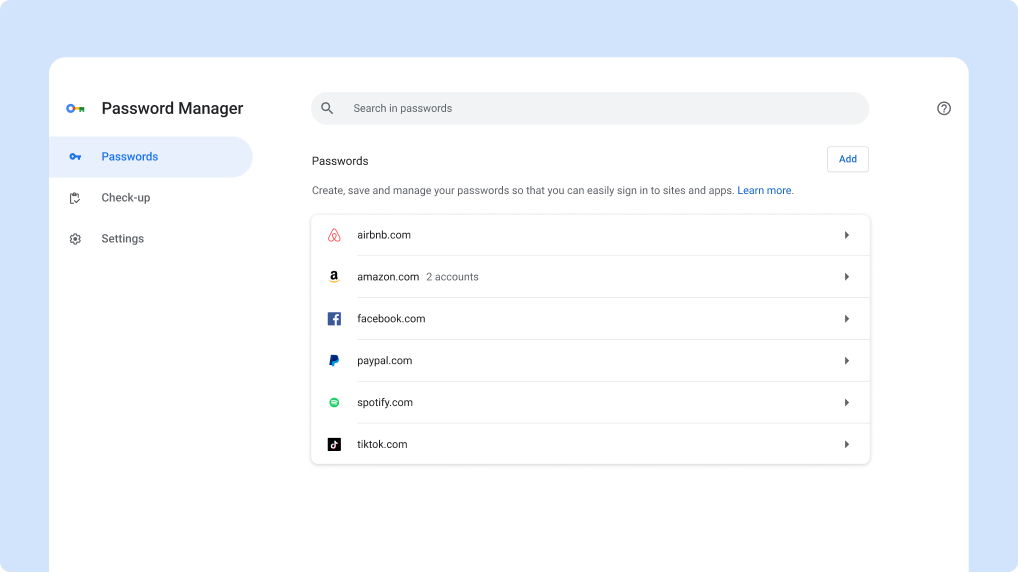 Password Manager
Search in passwords
Passwords
Check-up
Settings
Passwords
Add
Create, save and manage your passwords so that you can easily sign in to sites and apps. Learn more.
airbnb.com
amazon.com 2 accounts
facebook.com
paypal.com
spotify.com
tiktok.com